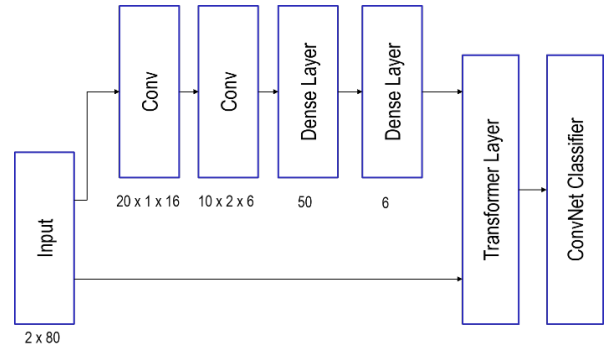 Input
2 x 80
Conv
20 x 1 x 16
Conv
10 x 2 x 6
Dense Layer
50
Dense Layer
6
Transformer Layer
ConvNet Classifier